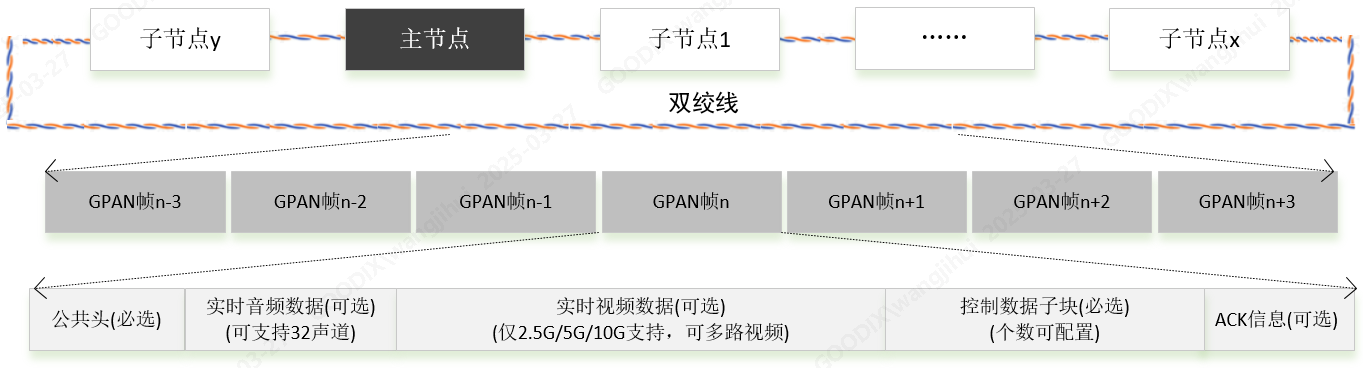 子节点y
主节点
子节点1
……
子节点x
双绞线
GPAN帧n-3
GPAN帧n-2
GPAN帧n-1
GPAN帧n
GPAN帧n+1
GPAN帧n+2
GPAN帧n+3
公共头(必选)
实时音频数据(可选)
(可支持32声道)
实时视频数据(可选)
(仅2.5G/5G/10G支持，可多路视频)
控制数据子块(必选)
(个数可配置)
ACK信息(可选)
GOODIX\wangjihui 2025-03-27